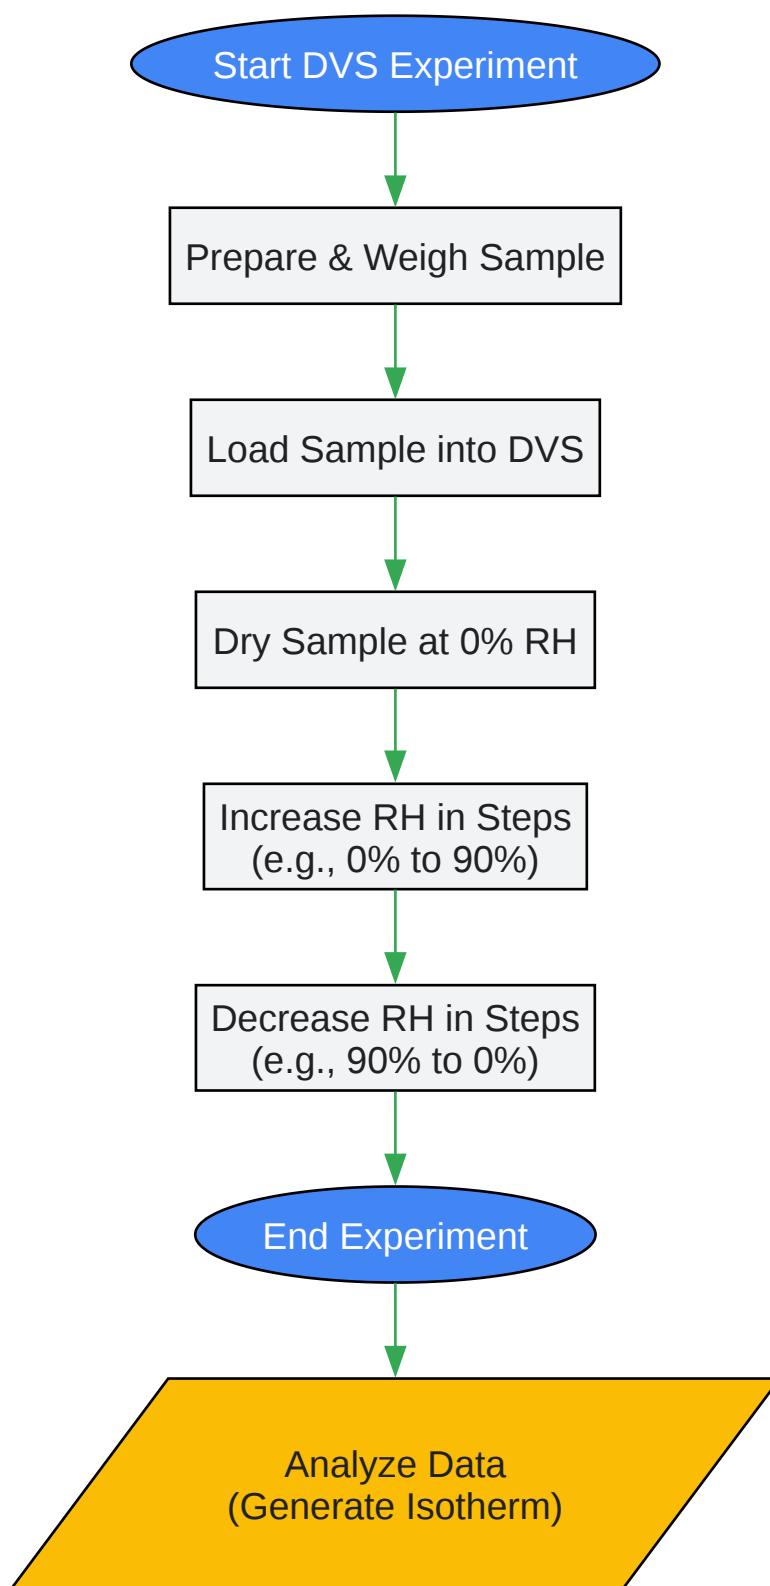 Start DVS Experiment
Prepare & Weigh Sample
Load Sample into DVS
Dry Sample at 0% RH
Increase RH in Steps
(e.g., 0% to 90%)
Decrease RH in Steps
(e.g., 90% to 0%)
End Experiment
Analyze Data
(Generate Isotherm)